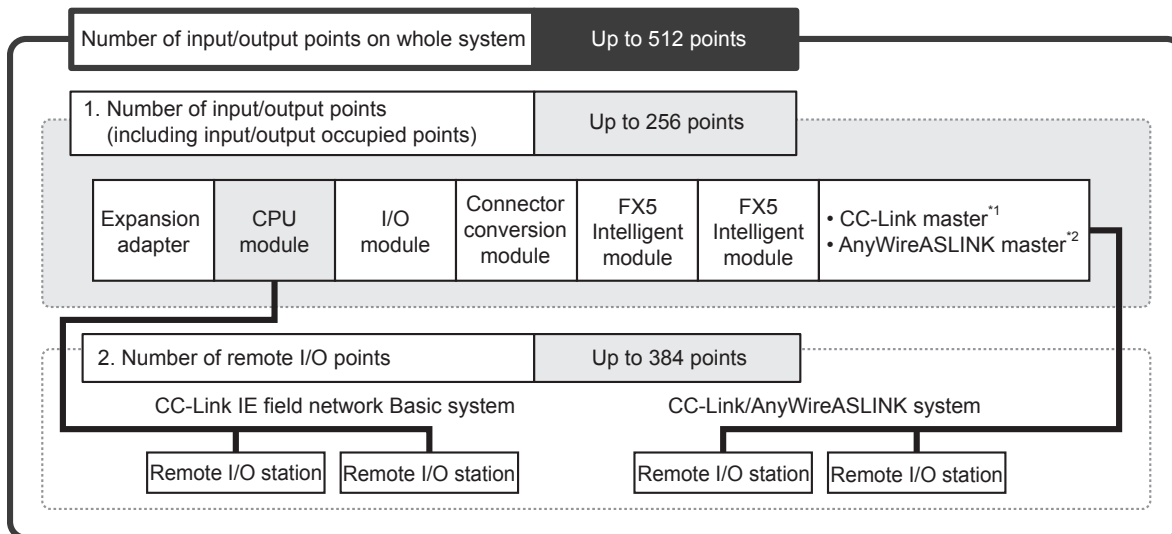 Number of input/output points on whole system
Up to 512 points
1. Number of input/output points
(including input/output occupied points)
Up to 256 points
Expansion
adapter
CPU
module
I/O
module
Connector
conversion
module
FX5
Intelligent
module
FX5
Intelligent
module
• CC-Link master*1
• AnyWireASLINK master*2
2. Number of remote I/O points
Up to 384 points
CC-Link IE field network Basic system
CC-Link/AnyWireASLINK system
Remote I/O station
Remote I/O station
Remote I/O station
Remote I/O station